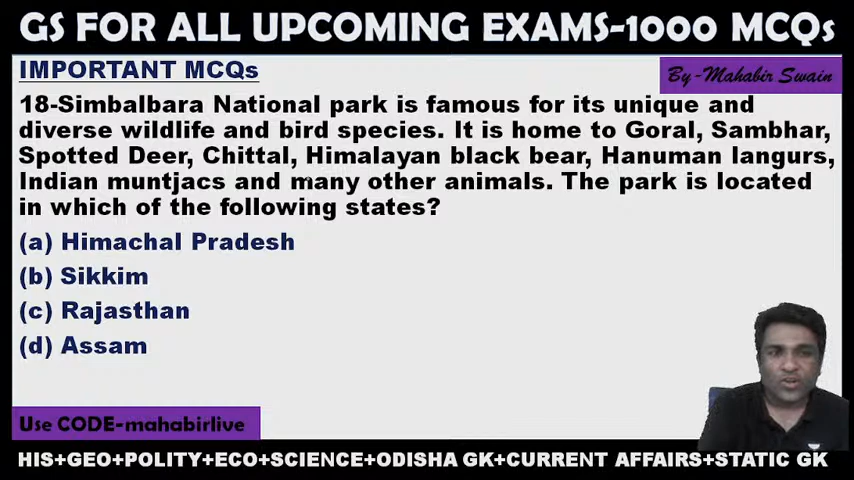 GS FOR ALL UPCOMING EXAMS-1000 MCQs
IMPORTANT MCQs
By-Mahabir Swain
18-Simbalbara National park is famous for its unique and
diverse wildlife and bird species. It is home to Goral, Sambhar,
Spotted Deer, Chittal, Himalayan black bear, Hanuman langurs,
Indian muntjacs and many other animals. The park is located
in which of the following states?
(a) Himachal Pradesh
(b) Sikkim
(c) Rajasthan
(d) Assam
Use CODE-mahabirlive
HIS+GEO+POLITY+ECO+SCIENCE+ODISHA GK+CURRENT AFFAIRS+STATIC GK